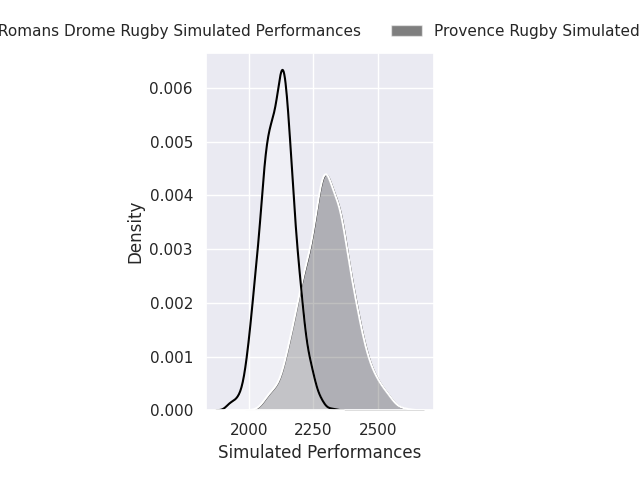 Romans Drome Rugby Simulated Performances
Provence Rugby Simulated
0.006
0.005
0.004
0.003
0.002
0.001
0.000
Density
2000
2250
2500
Simulated Performances